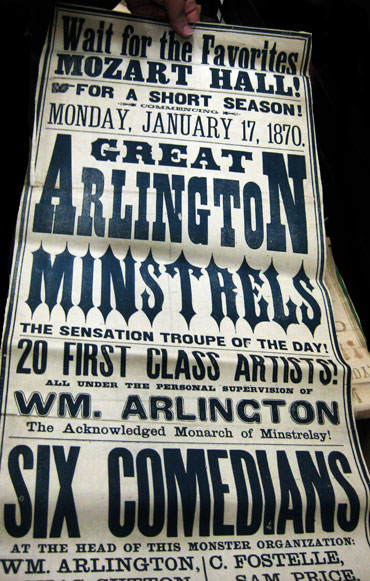 Wait for the Favorites
MOZART HALL!
FOR A SHORT SEASON!
COMMENCING
MONDAY, JANUARY 17, 1870.
GREAT
ARLINGTON
MINSTRELS
THE SENSATION TROUPE OF THE DAY!
20 FIRST CLASS ARTISTS!
ALL UNDER THE PERSONAL SUPERVISION OF
WM. ARLINGTON
The Acknowledged Monarch of Minstrelsy!
SIX COMEDIANS
AT THE HEAD OF THIS MONSTER ORGANIZATION:
WM. ARLINGTON, C. FOSTELLE,
SAM PRICE,